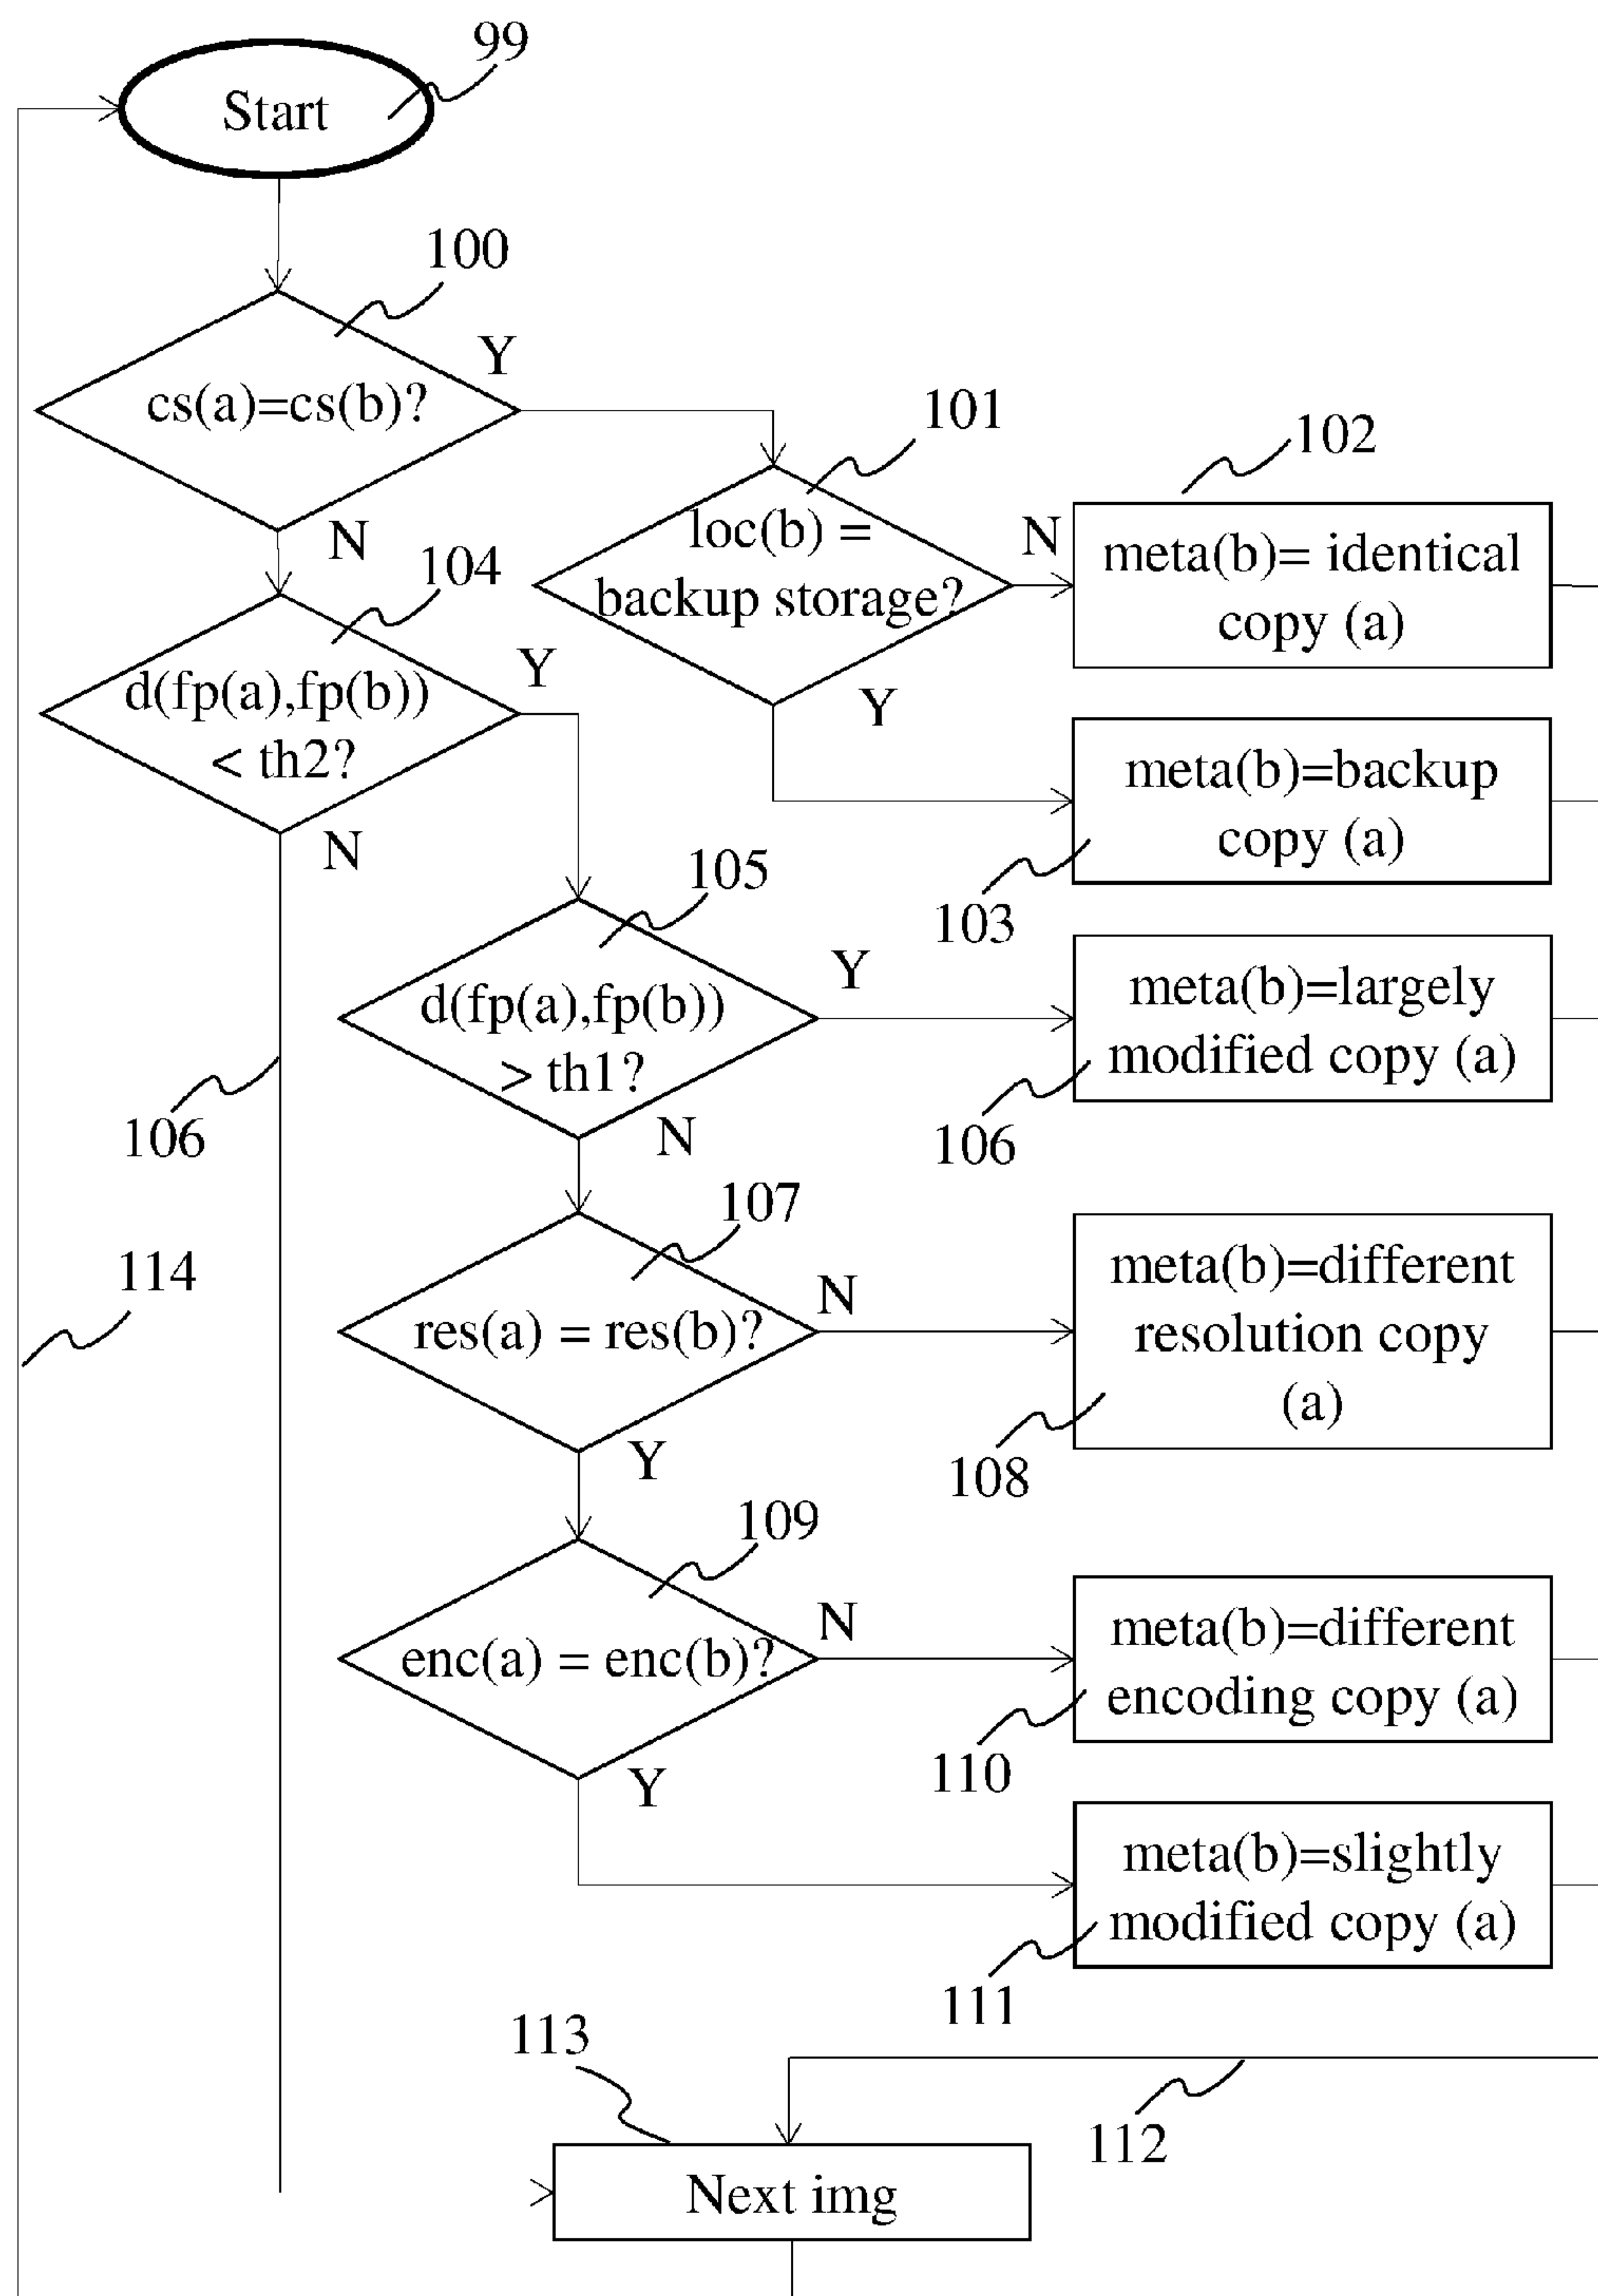 99
Start
100
Y
cs(a)=cs(b)?
101
102
N
104
loc(b) =
backup storage?
N
meta(b)= identical
copy (a)
Y
d(fp(a),fp(b))
< th2?
Y
meta(b)=backup
copy (a)
N
105
103
Y
d(fp(a),fp(b))
> th1?
meta(b)=largely
modified copy (a)
106
N
106
107
114
N
res(a) = res(b)?
meta(b)=different
resolution copy
(a)
Y
108
109
N
enc(a) = enc(b)?
meta(b)=different
encoding copy (a)
Y
110
meta(b)=slightly
modified copy (a)
111
113
112
Next img